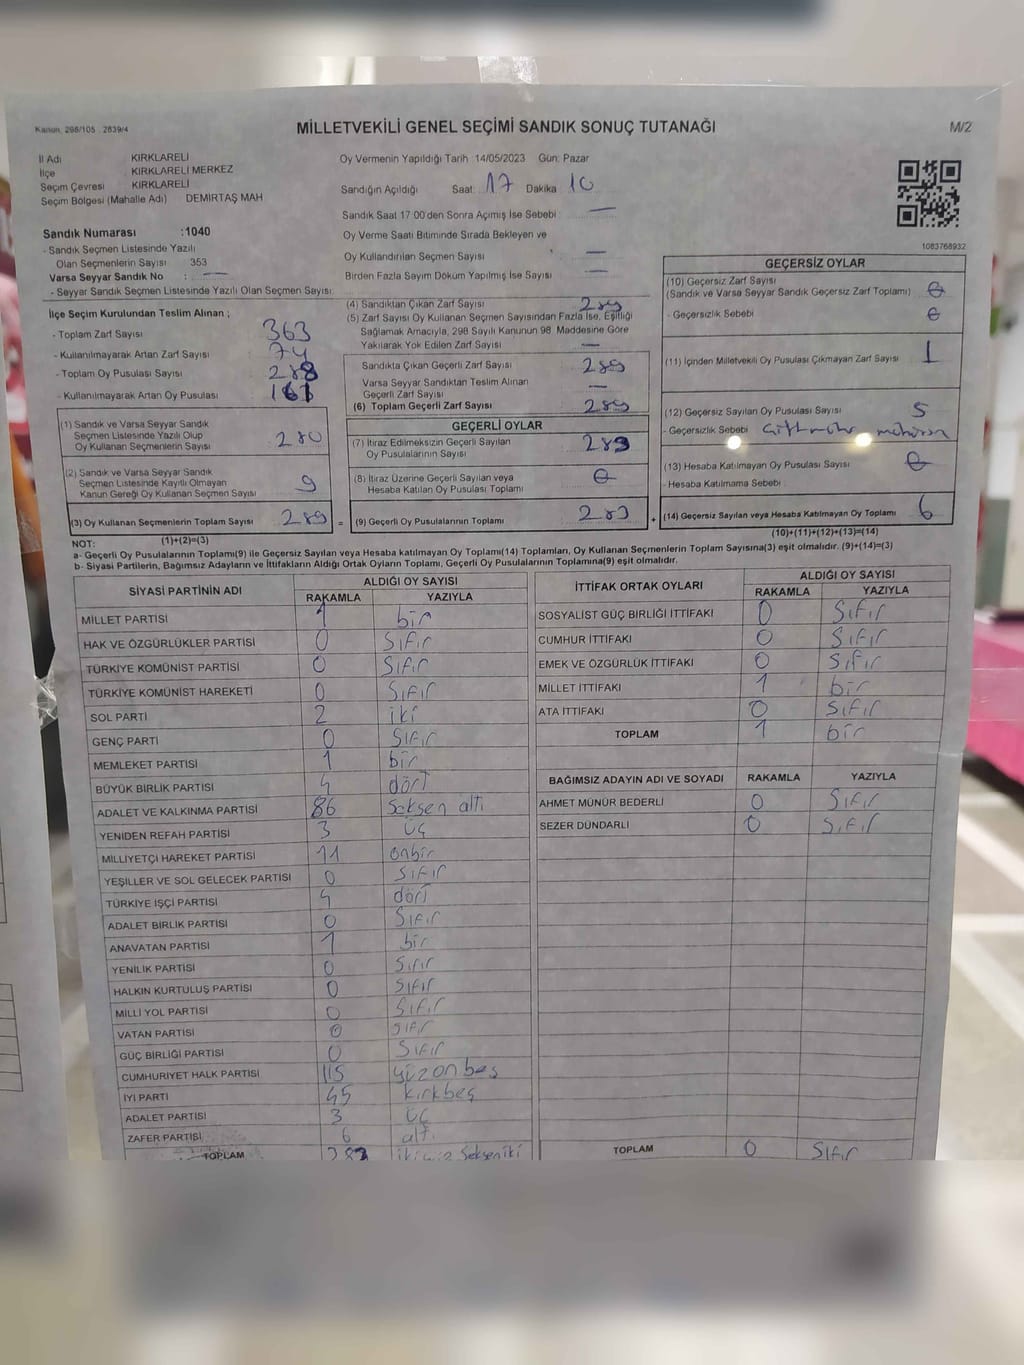 Kanun. 298/105 . 2839/4
MİLLETVEKİLİ GENEL SEÇİMİ SANDIK SONUÇ TUTANAĞI
M/2
İl Adı KIRKLARELİ
İlçe KIRKLARELİ MERKEZ
Seçim Çevresi KIRKLARELİ
Seçim Bölgesi (Mahalle Adı) DEMİRTAŞ MAH
Oy Vermenin Yapıldığı Tarih :14/05/2023 Gün: Pazar
Sandığın Açıldığı Saat: 17 Dakika 10
Sandık Saat 17:00'den Sonra Açımış İse Sebebi : —
Oy Verme Saati Bitiminde Sırada Bekleyen ve
Oy Kullandırılan Seçmen Sayısı —
Birden Fazla Sayım Döküm Yapılmış İse Sayısı —
1083768932
Sandık Numarası :1040
- Sandık Seçmen Listesinde Yazılı
Olan Seçmenlerin Sayısı 353
Varsa Seyyar Sandık No : —
- Seyyar Sandık Seçmen Listesinde Yazılı Olan Seçmen Sayısı:
İlçe Seçim Kurulundan Teslim Alınan ;
- Toplam Zarf Sayısı 363
- Kullanılmayarak Artan Zarf Sayısı 74
- Toplam Oy Pusulası Sayısı
- Kullanılmayarak Artan Oy Pusulası
(1) Sandık ve Varsa Seyyar Sandık
Seçmen Listesinde Yazılı Olup
Oy Kullanan Seçmenlerin Sayısı 280
(2) Sandık ve Varsa Seyyar Sandık
Seçmen Listesinde Kayıtlı Olmayan
Kanun Gereği Oy Kullanan Seçmen Sayısı 9
(3) Oy Kullanan Seçmenlerin Toplam Sayısı 289
(4) Sandıktan Çıkan Zarf Sayısı 289
(5) Zarf Sayısı Oy Kullanan Seçmen Sayısından Fazla İse, Eşitliği
Sağlamak Amacıyla, 298 Sayılı Kanunun 98. Maddesine Göre
Yakılarak Yok Edilen Zarf Sayısı —
Sandıkta Çıkan Geçerli Zarf Sayısı 289
Varsa Seyyar Sandıktan Teslim Alınan
Geçerli Zarf Sayısı —
(6) Toplam Geçerli Zarf Sayısı 289
GEÇERLİ OYLAR
(7) İtiraz Edilmeksizin Geçerli Sayılan
Oy Pusulalarının Sayısı 283
(8) İtiraz Üzerine Geçerli Sayılan veya
Hesaba Katılan Oy Pusulası Toplamı 0
= (9) Geçerli Oy Pusulalarının Toplamı 283 +
GEÇERSİZ OYLAR
(10) Geçersiz Zarf Sayısı
(Sandık ve Varsa Seyyar Sandık Geçersiz Zarf Toplamı) 0
- Geçersizlik Sebebi : 0
(11) İçinden Milletvekili Oy Pusulası Çıkmayan Zarf Sayısı 1
(12) Geçersiz Sayılan Oy Pusulası Sayısı 5
- Geçersizlik Sebebi
(13) Hesaba Katılmayan Oy Pusulası Sayısı 0
- Hesaba Katılmama Sebebi :
(14) Geçersiz Sayılan veya Hesaba Katılmayan Oy Toplamı 6
NOT: (1)+(2)=(3)
(10)+(11)+(12)+(13)=(14)
a- Geçerli Oy Pusulalarının Toplamı(9) ile Geçersiz Sayılan veya Hesaba katılmayan Oy Toplamı(14) Toplamları, Oy Kullanan Seçmenlerin Toplam Sayısına(3) eşit olmalıdır. (9)+(14)=(3)
b- Siyasi Partilerin, Bağımsız Adayların ve İttifakların Aldığı Ortak Oyların Toplamı, Geçerli Oy Pusulalarının Toplamına(9) eşit olmalıdır.
SİYASİ PARTİNİN ADI ALDIĞI OY SAYISI
RAKAMLA YAZIYLA
MİLLET PARTİSİ 1 bir
HAK VE ÖZGÜRLÜKLER PARTİSİ 0 Sıfır
TÜRKİYE KOMÜNİST PARTİSİ 0 Sıfır
TÜRKİYE KOMÜNİST HAREKETİ 0 Sıfır
SOL PARTİ 2 iki
GENÇ PARTİ 0 Sıfır
MEMLEKET PARTİSİ 1 bir
BÜYÜK BİRLİK PARTİSİ 4 dört
ADALET VE KALKINMA PARTİSİ 86 Seksen altı
YENİDEN REFAH PARTİSİ 3 üç
MİLLİYETÇİ HAREKET PARTİSİ 11 onbir
YEŞİLLER VE SOL GELECEK PARTİSİ 0 Sıfır
TÜRKİYE İŞÇİ PARTİSİ 4 dört
ADALET BİRLİK PARTİSİ 0 Sıfır
ANAVATAN PARTİSİ 1 bir
YENİLİK PARTİSİ 0 Sıfır
HALKIN KURTULUŞ PARTİSİ 0 Sıfır
MİLLİ YOL PARTİSİ 0 Sıfır
VATAN PARTİSİ 0 Sıfır
GÜÇ BİRLİĞİ PARTİSİ 0 Sıfır
CUMHURİYET HALK PARTİSİ 115 yüzonbeş
İYİ PARTİ 45 kırkbeş
ADALET PARTİSİ 3 üç
ZAFER PARTİSİ 6 altı
TOPLAM 282 ikiyüz Sekseniki
İTTİFAK ORTAK OYLARI ALDIĞI OY SAYISI
RAKAMLA YAZIYLA
SOSYALİST GÜÇ BİRLİĞİ İTTİFAKI 0 Sıfır
CUMHUR İTTİFAKI 0 Sıfır
EMEK VE ÖZGÜRLÜK İTTİFAKI 0 Sıfır
MİLLET İTTİFAKI 1 bir
ATA İTTİFAKI 0 Sıfır
TOPLAM 1 bir
BAĞIMSIZ ADAYIN ADI VE SOYADI RAKAMLA YAZIYLA
AHMET MÜNÜR BEDERLİ 0 Sıfır
SEZER DÜNDARLI 0 Sıfır
TOPLAM 0 Sıfır